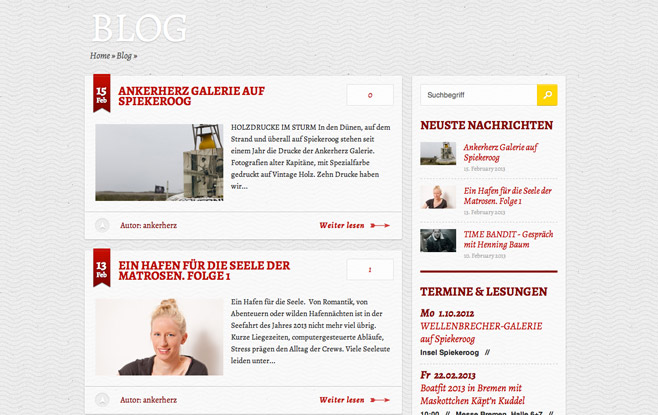 BLOG
Home » Blog »
15
Feb
ANKERHERZ GALERIE AUF
SPIEKEROOG
0
HOLZDRUCKE IM STURM In den Dünen, auf dem
Strand und überall auf Spiekeroog stehen seit
einem Jahr die Drucke der Ankerherz Galerie.
Fotografien alter Kapitäne, mit Spezialfarbe
gedruckt auf Vintage Holz. Zehn Drucke haben
wir...
Autor: ankerherz
Weiter lesen
13
Feb
EIN HAFEN FÜR DIE SEELE DER
MATROSEN. FOLGE 1
1
Ein Hafen für die Seele. Von Romantik, von
Abenteuern oder wilden Hafennächten ist in der
Seefahrt des Jahres 2013 nicht mehr viel übrig.
Kurze Liegezeiten, computergesteuerte Abläufe,
Stress prägen den Alltag der Crews. Viele Seeleute
leiden unter...
Autor: ankerherz
Weiter lesen
Suchbegriff
NEUSTE NACHRICHTEN
Ankerherz Galerie auf
Spiekeroog
15. February 2013
Ein Hafen für die Seele der
Matrosen. Folge 1
13. February 2013
TIME BANDIT - Gespräch
mit Henning Baum
10. February 2013
TERMINE & LESUNGEN
Mo 1.10.2012
WELLENBRECHER-GALERIE
auf Spiekeroog
Insel Spiekeroog //
Fr 22.02.2013
Boatfit 2013 in Bremen mit
Maskottchen Käpt'n Kuddel
10:00 // Messe Bremen, Halle 6+7 //